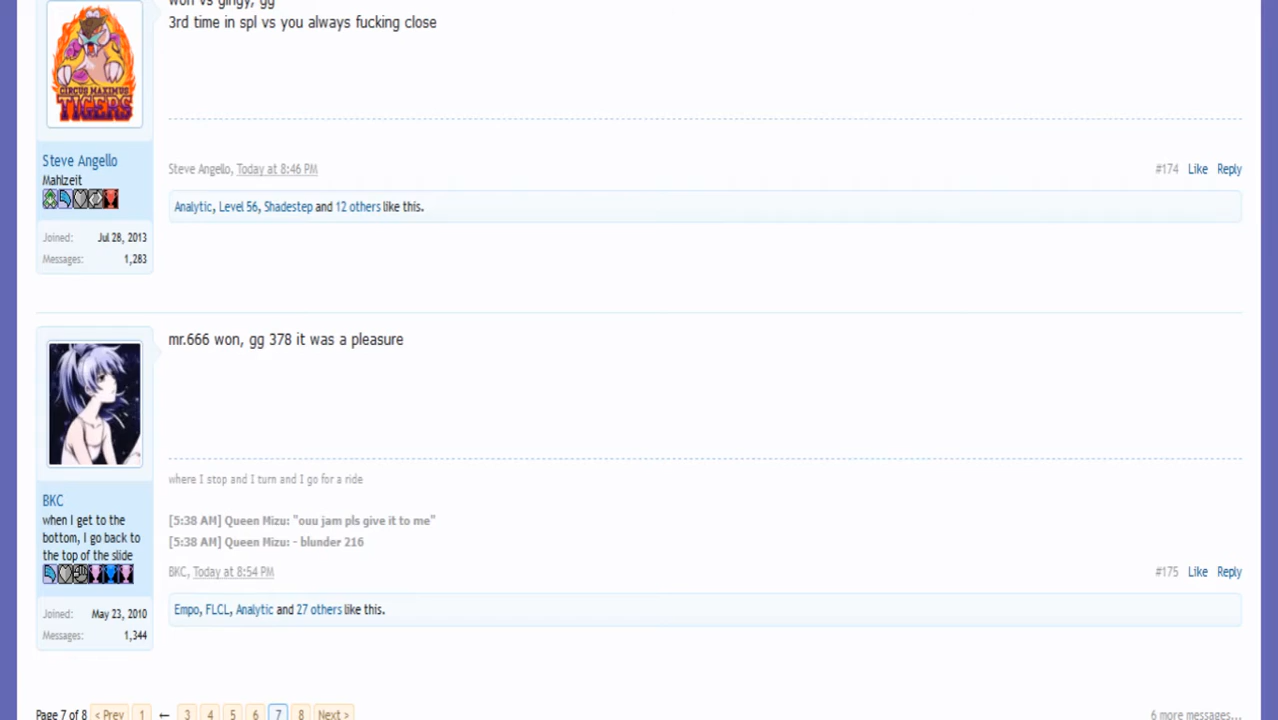 won vs gingy, gg
3rd time in spl vs you always fucking close
CIRCUS MAXIMUS
TIGERS
Steve Angello
Mahlzeit
Joined: Jul 28, 2013
Messages: 1,283
Steve Angello, Today at 8:46 PM #174 Like Reply
Analytic, Level 56, Shadestep and 12 others like this.
mr.666 won, gg 378 it was a pleasure
BKC
when I get to the
bottom, I go back to
the top of the slide
Joined: May 23, 2010
Messages: 1,344
where I stop and I turn and I go for a ride
[5:38 AM] Queen Mizu: "ouu jam pls give it to me"
[5:38 AM] Queen Mizu: - blunder 216
BKC, Today at 8:54 PM #175 Like Reply
Empo, FLCL, Analytic and 27 others like this.
Page 7 of 8 < Prev 1 ← 3 4 5 6 7 8 Next > 6 more messages...